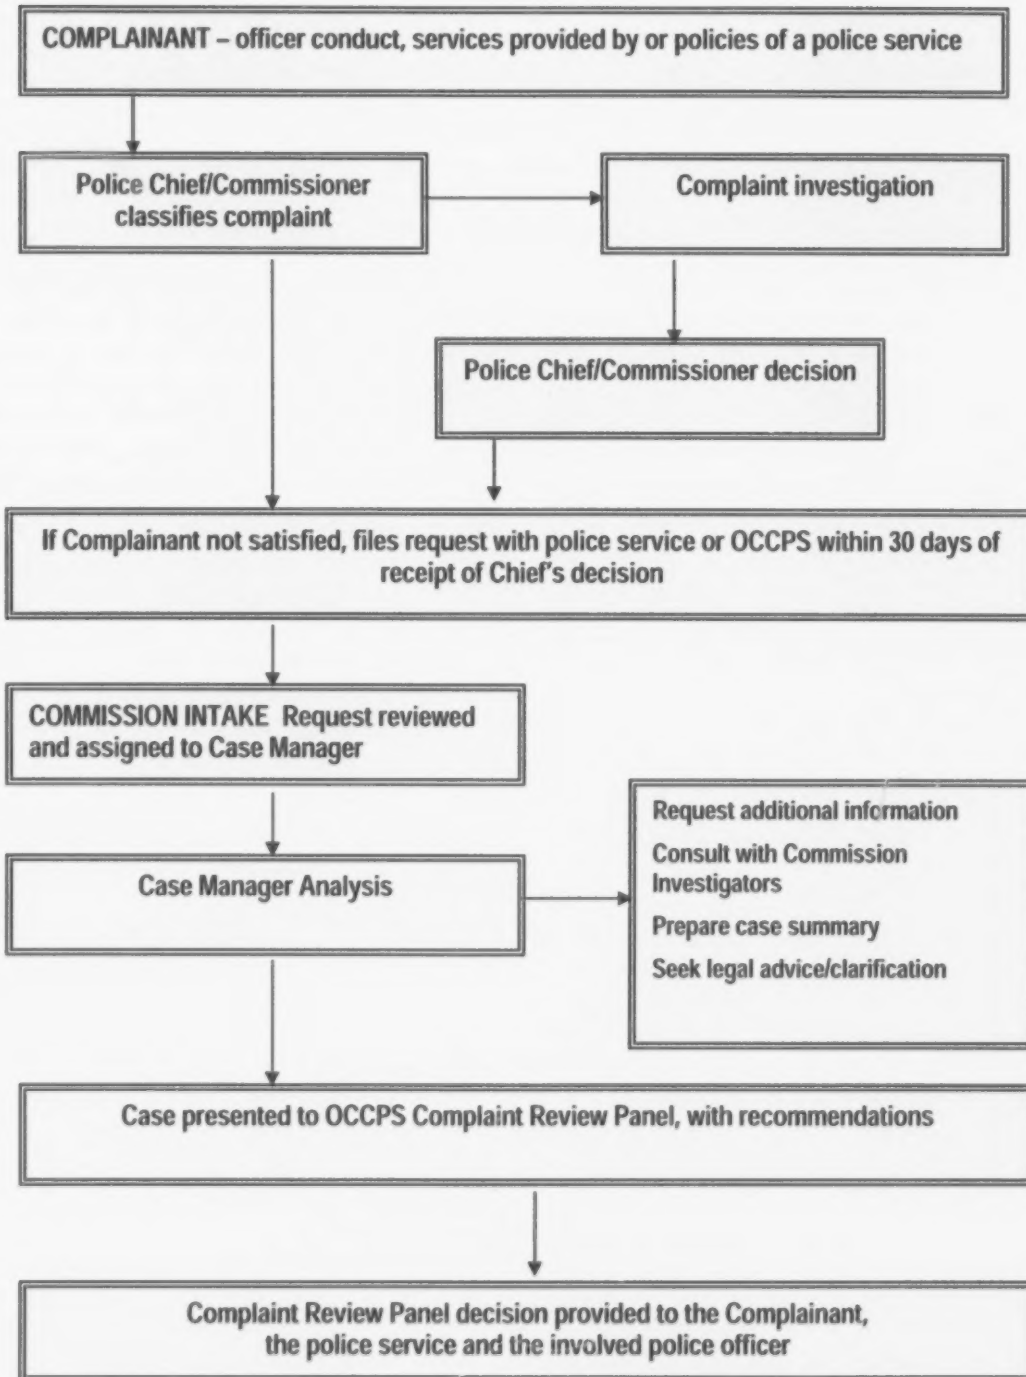 COMPLAINANT – officer conduct, services provided by or policies of a police service
Police Chief/Commissioner
classifies complaint
Complaint investigation
Police Chief/Commissioner decision
If Complainant not satisfied, files request with police service or OCCPS within 30 days of
receipt of Chief's decision
COMMISSION INTAKE Request reviewed
and assigned to Case Manager
Case Manager Analysis
Request additional information
Consult with Commission
Investigators
Prepare case summary
Seek legal advice/clarification
Case presented to OCCPS Complaint Review Panel, with recommendations
Complaint Review Panel decision provided to the Complainant,
the police service and the involved police officer